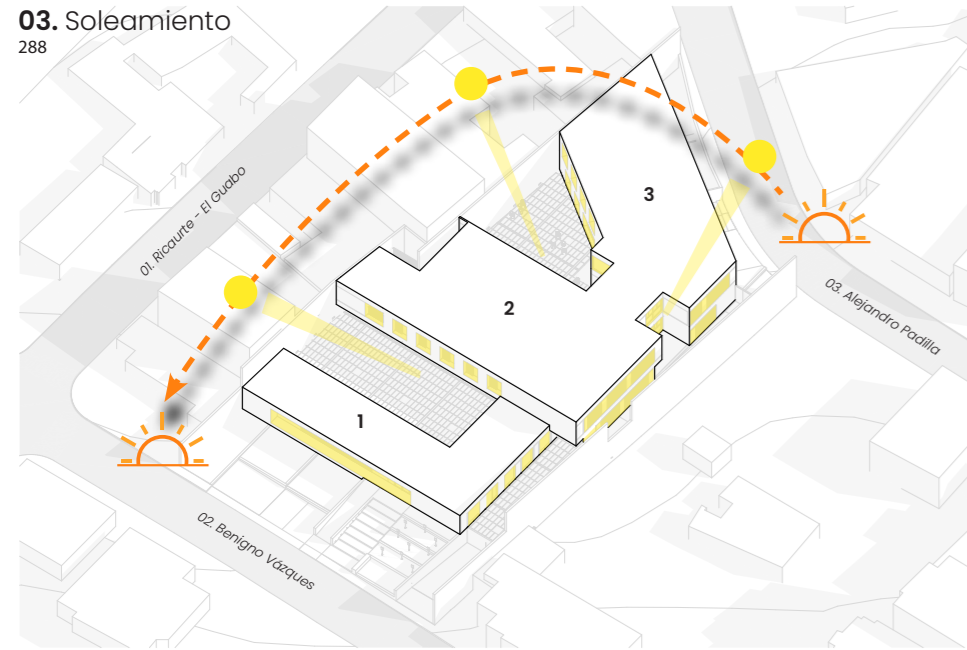 03. Soleamiento
288
01. Ricaurte - El Guabo
3
2
03. Alejandro Padilla
1
02. Benigno Vázques